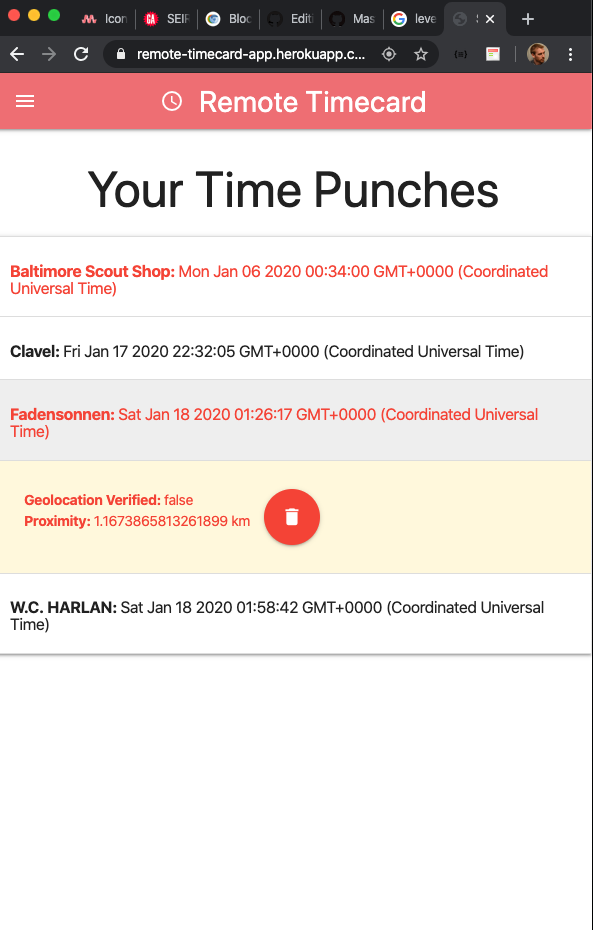 Icon
SEIR
Bloc
Editi
Mas
leve
remote-timecard-app.herokuapp.c...
Remote Timecard
Your Time Punches
Baltimore Scout Shop: Mon Jan 06 2020 00:34:00 GMT+0000 (Coordinated
Universal Time)
Clavel: Fri Jan 17 2020 22:32:05 GMT+0000 (Coordinated Universal Time)
Fadensonnen: Sat Jan 18 2020 01:26:17 GMT+0000 (Coordinated Universal
Time)
Geolocation Verified: false
Proximity: 1.1673865813261899 km
W.C. HARLAN: Sat Jan 18 2020 01:58:42 GMT+0000 (Coordinated Universal
Time)